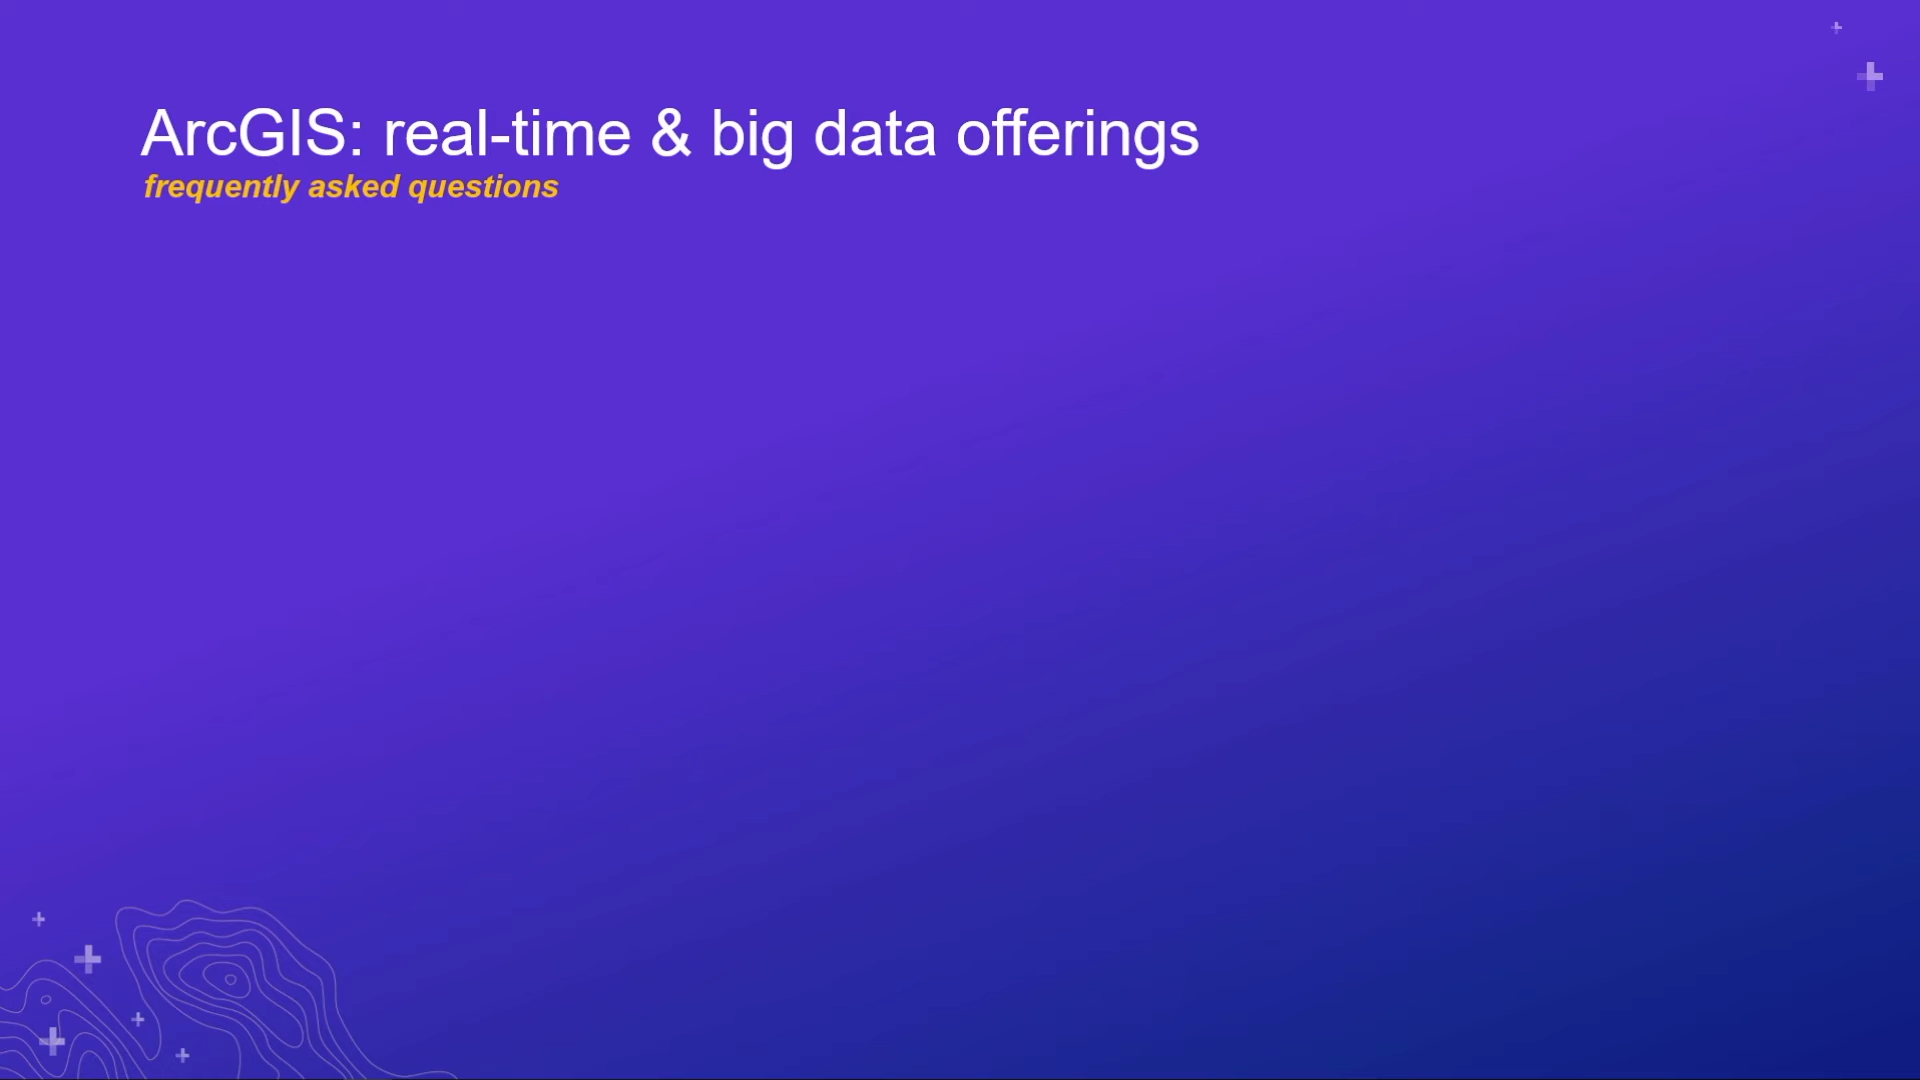 ArcGIS: real-time & big data offerings
frequently asked questions